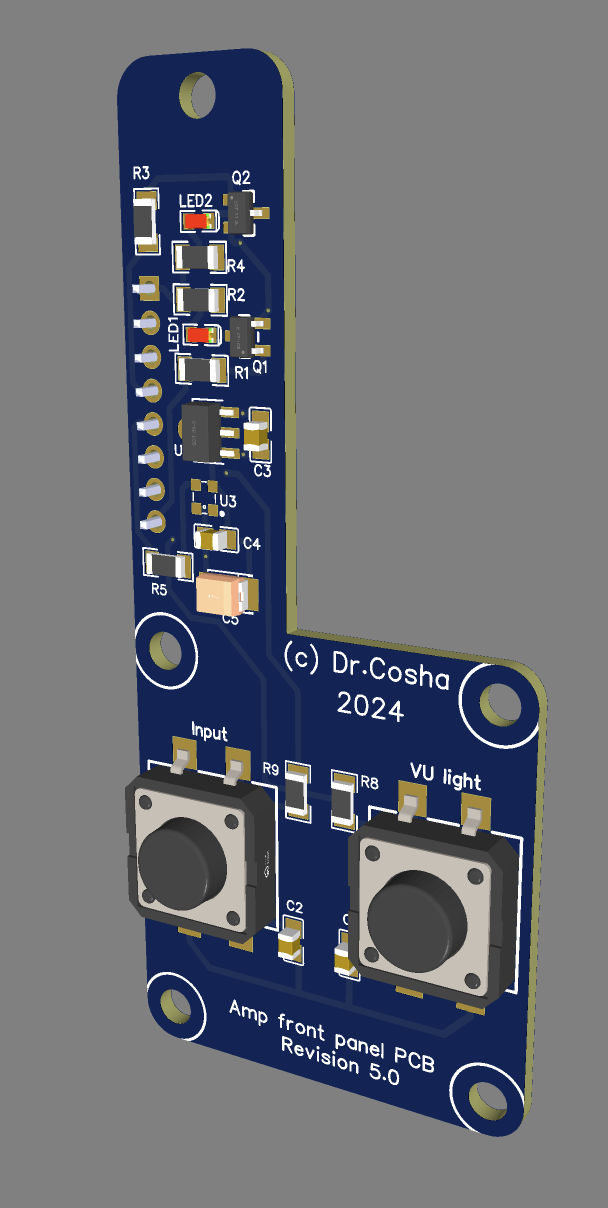 R3
Q2
LED2
R4
R2
LED1
Q1
R1
C3
U3
C4
R5
C5
(c) Dr.Cosha
2024
Input
R9
R8
VU light
C2
Amp front panel PCB
Revision 5.0